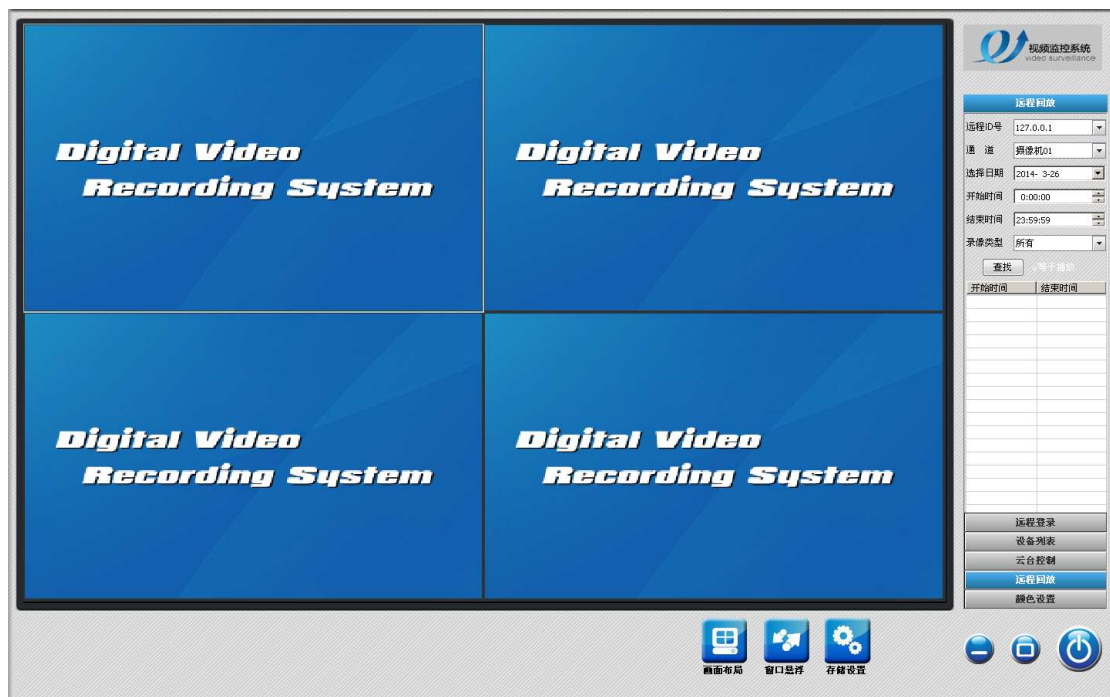 Digital Video
Recording System
Digital Video
Recording System
Digital Video
Recording System
Digital Video
Recording System
视频监控系统
video surveillance
远程回放
远程ID号 127.0.0.1
通 道 摄像机01
选择日期 2014- 3-26
开始时间 0:00:00
结束时间 23:59:59
录像类型 所有
查找
开始时间 结束时间
远程登录
设备列表
云台控制
远程回放
颜色设置
画面布局 窗口悬浮 存储设置